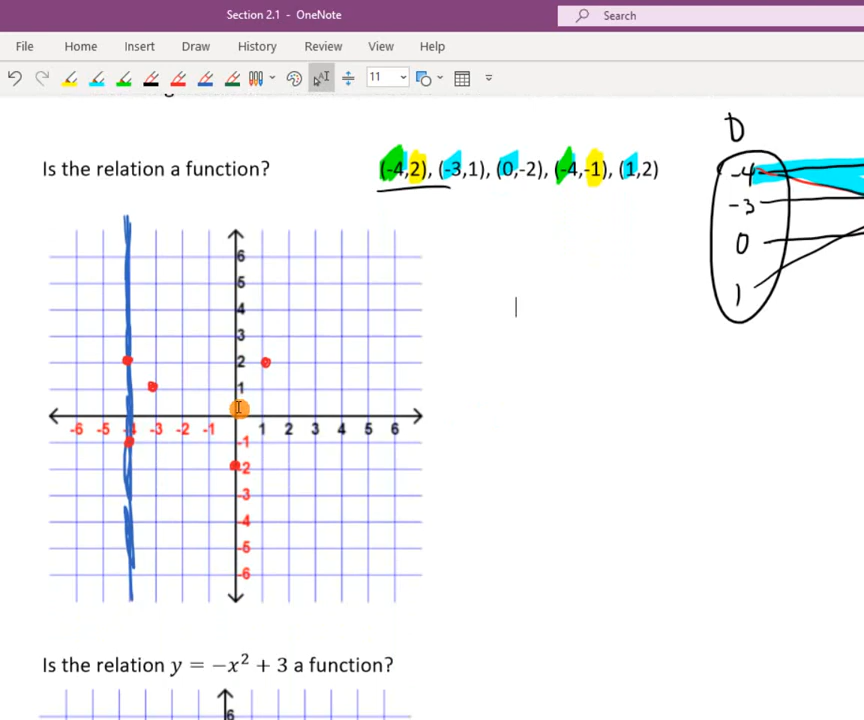 Section 2.1 - OneNote
Search
File Home Insert Draw History Review View Help
11
D
Is the relation a function? (-4,2), (-3,1), (0,-2), (-4,-1), (1,2)
-4
-3
0
1
6
5
4
3
2
1
-6 -5 -4 -3 -2 -1 1 2 3 4 5 6
-1
-2
-3
-4
-5
-6
Is the relation y = −x² + 3 a function?
6